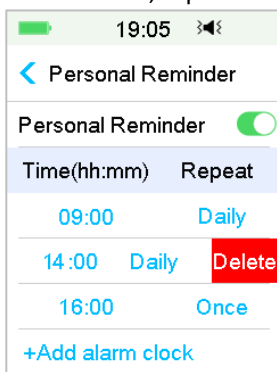 19:05
Personal Reminder
Personal Reminder
Time(hh:mm) Repeat
09:00 Daily
14:00 Daily Delete
16:00 Once
+Add alarm clock